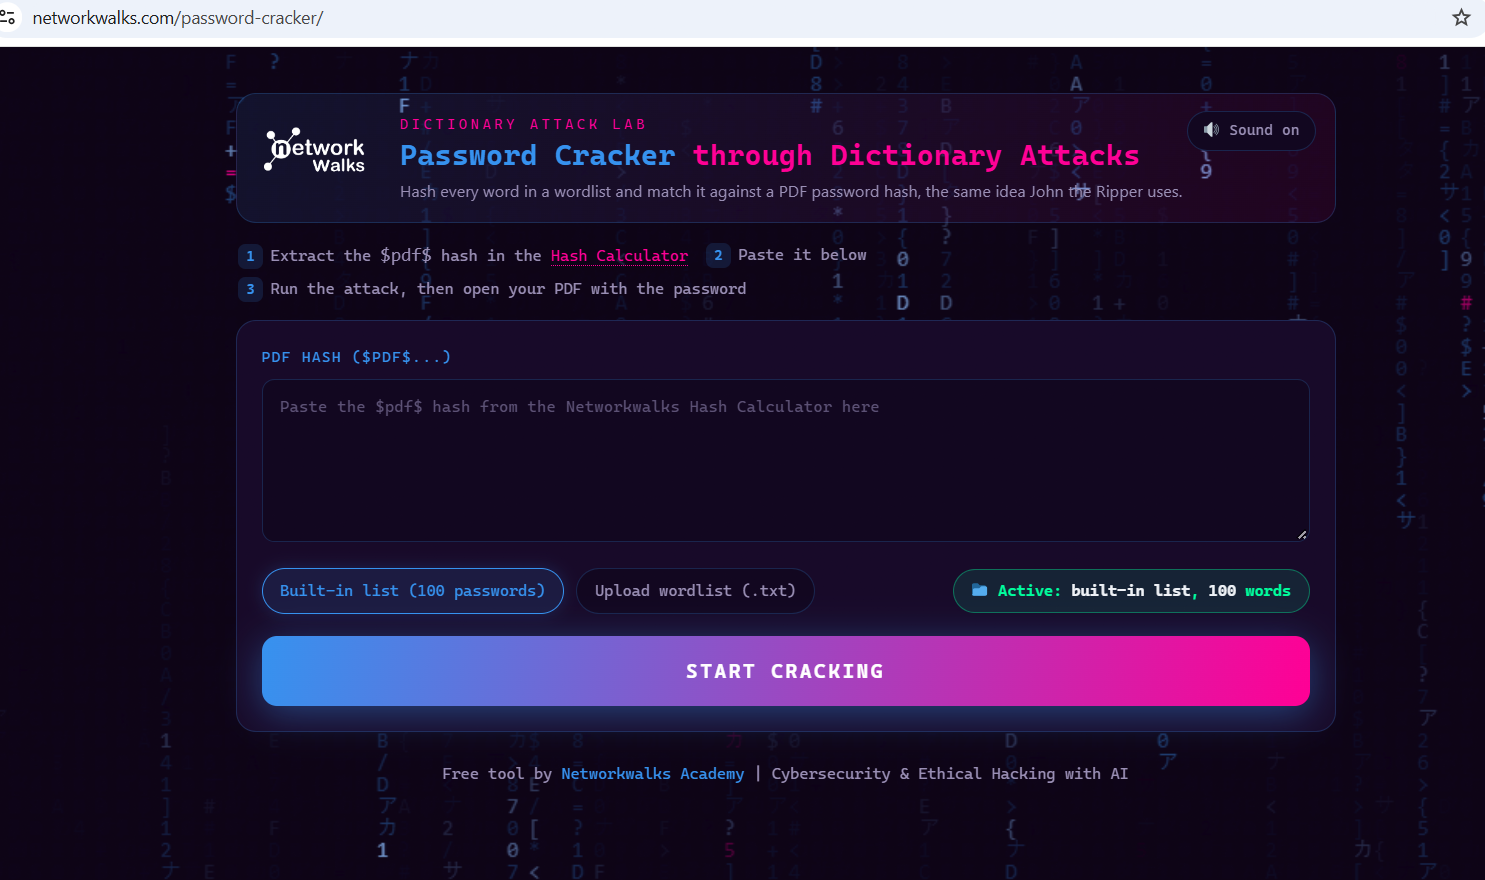 networkwalks.com/password-cracker/
network
Walks
DICTIONARY ATTACK LAB
Password Cracker through Dictionary Attacks
Hash every word in a wordlist and match it against a PDF password hash, the same idea John the Ripper uses.
Sound on
1 Extract the $pdf$ hash in the Hash Calculator 2 Paste it below
3 Run the attack, then open your PDF with the password
PDF HASH ($PDF$...)
Paste the $pdf$ hash from the Networkwalks Hash Calculator here
Built-in list (100 passwords) Upload wordlist (.txt) Active: built-in list, 100 words
START CRACKING
Free tool by Networkwalks Academy | Cybersecurity & Ethical Hacking with AI